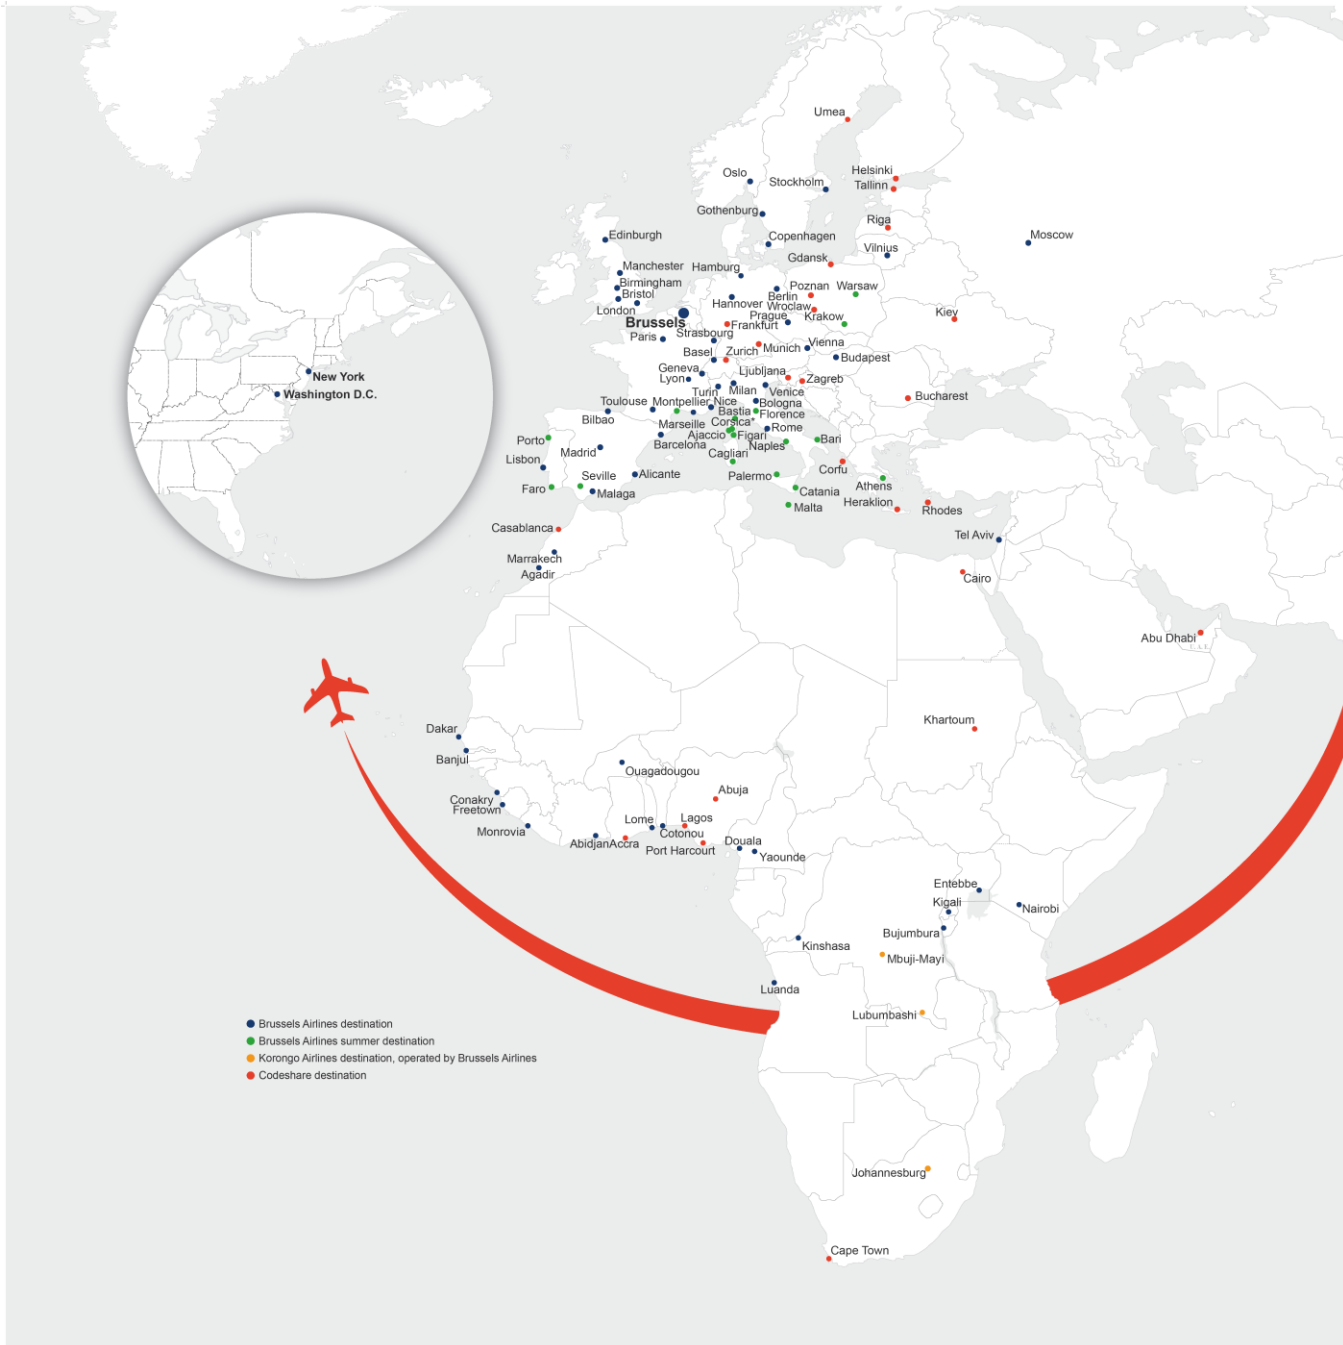 Umea
Helsinki
Tallinn
Oslo
Stockholm
Gothenburg
Riga
Edinburgh
Copenhagen
Moscow
Vilnius
Gdansk
Manchester
Hamburg
Birmingham
Poznan
Warsaw
Bristol
Berlin
Hannover
London
Wroclaw
Kiev
Prague
Krakow
Brussels
Frankfurt
Strasbourg
Paris
Vienna
Munich
Basel
Zurich
Budapest
Geneva
Ljubljana
Lyon
Zagreb
New York
Turin
Milan
Venice
Washington D.C.
Bucharest
Toulouse
Montpellier
Nice
Bologna
Bastia
Florence
Bilbao
Corsica*
Marseille
Rome
Ajaccio
Figari
Porto
Bari
Barcelona
Naples
Madrid
Cagliari
Lisbon
Corfu
Alicante
Seville
Palermo
Athens
Faro
Malaga
Catania
Heraklion
Malta
Rhodes
Casablanca
Tel Aviv
Marrakech
Agadir
Cairo
Abu Dhabi
Khartoum
Dakar
Banjul
Ouagadougou
Abuja
Conakry
Freetown
Lome
Lagos
Monrovia
Cotonou
Abidjan
Accra
Douala
Port Harcourt
Yaounde
Entebbe
Kigali
Nairobi
Bujumbura
Kinshasa
Mbuji-Mayi
Luanda
Lubumbashi
Brussels Airlines destination
Brussels Airlines summer destination
Korongo Airlines destination, operated by Brussels Airlines
Codeshare destination
Johannesburg
Cape Town